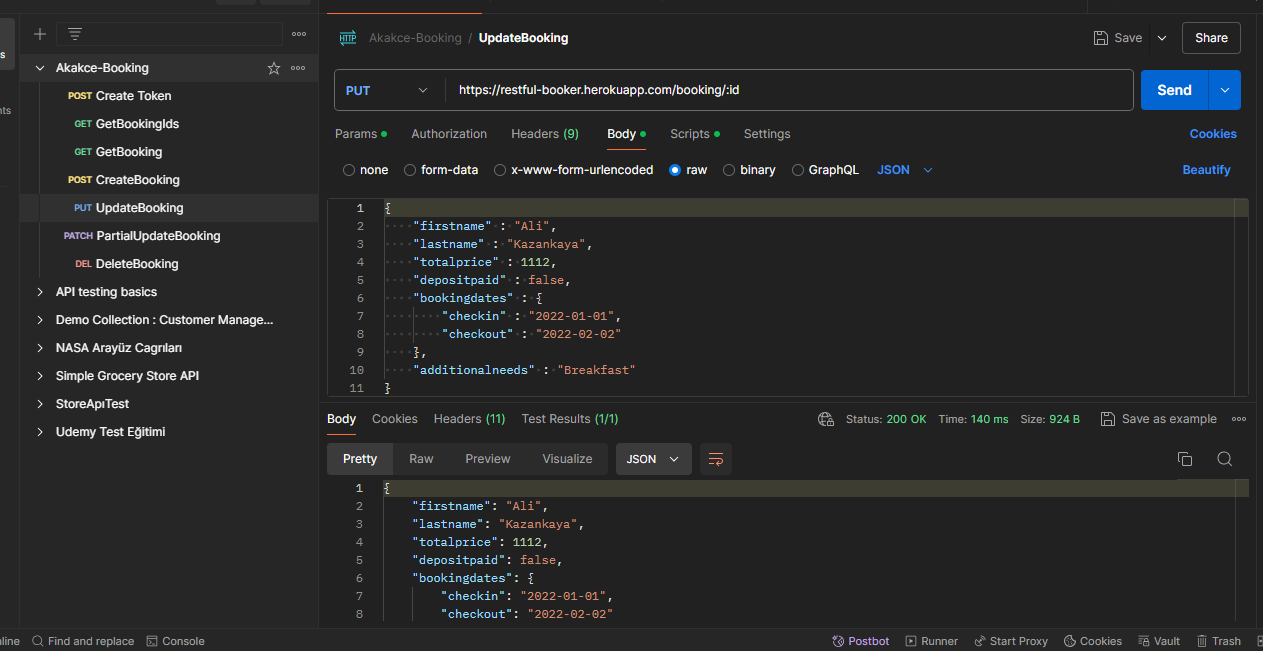 Akakce-Booking / UpdateBooking
Save
Share
s
Akakce-Booking
nts
POST Create Token
GET GetBookingIds
GET GetBooking
POST CreateBooking
PUT UpdateBooking
PATCH PartialUpdateBooking
DEL DeleteBooking
API testing basics
Demo Collection : Customer Manage...
NASA Arayüz Cagrıları
Simple Grocery Store API
StoreApıTest
Udemy Test Eğitimi
PUT
https://restful-booker.herokuapp.com/booking/:id
Send
Params
Authorization
Headers (9)
Body
Scripts
Settings
Cookies
none
form-data
x-www-form-urlencoded
raw
binary
GraphQL
JSON
Beautify
1 {
2 "firstname" : "Ali",
3 "lastname" : "Kazankaya",
4 "totalprice" : 1112,
5 "depositpaid" : false,
6 "bookingdates" : {
7 "checkin" : "2022-01-01",
8 "checkout" : "2022-02-02"
9 },
10 "additionalneeds" : "Breakfast"
11 }
Body
Cookies
Headers (11)
Test Results (1/1)
Status: 200 OK
Time: 140 ms
Size: 924 B
Save as example
Pretty
Raw
Preview
Visualize
JSON
1 {
2 "firstname": "Ali",
3 "lastname": "Kazankaya",
4 "totalprice": 1112,
5 "depositpaid": false,
6 "bookingdates": {
7 "checkin": "2022-01-01",
8 "checkout": "2022-02-02"
nline
Find and replace
Console
Postbot
Runner
Start Proxy
Cookies
Vault
Trash